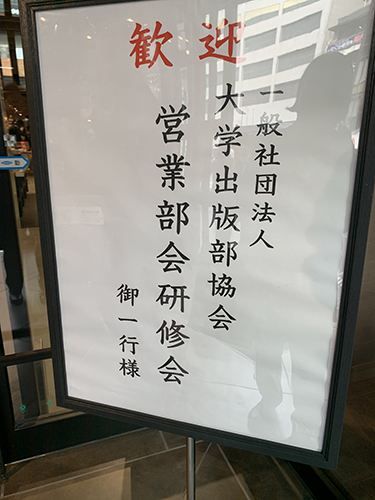 歓迎
一般社団法人
大学出版部協会
営業部会研修会
御一行様